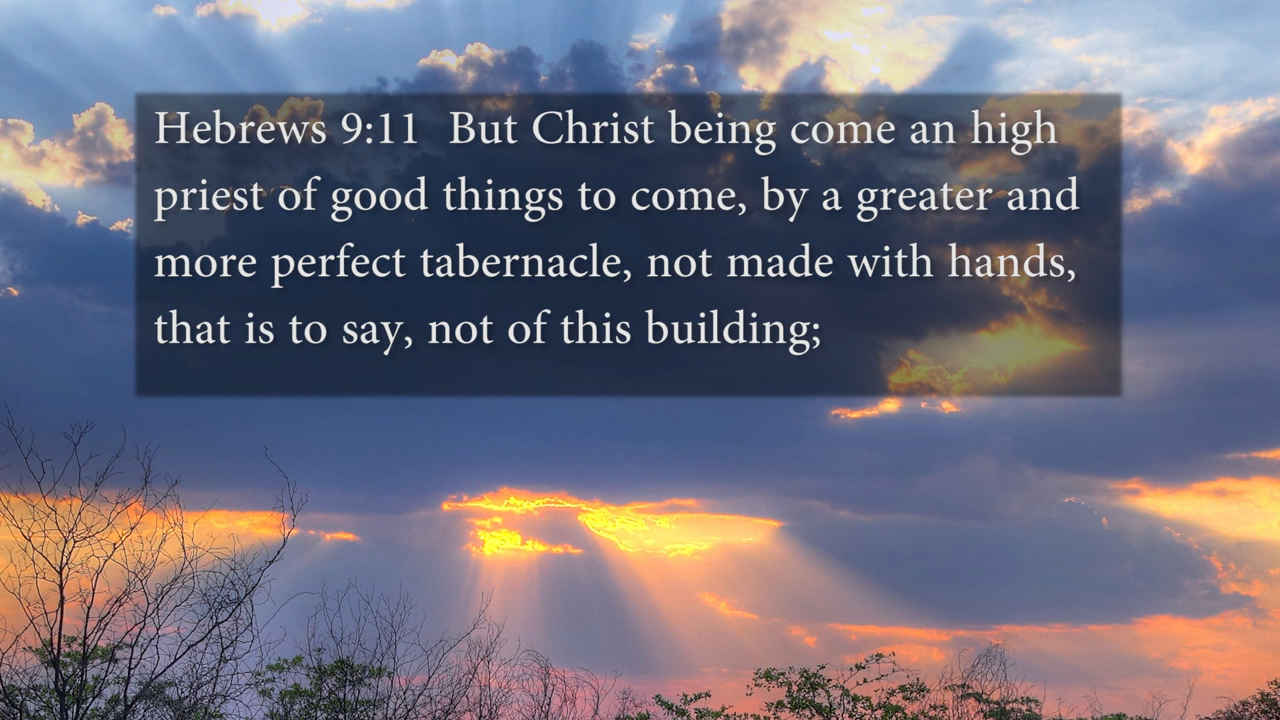 Hebrews 9:11  But Christ being come an high
priest of good things to come, by a greater and
more perfect tabernacle, not made with hands,
that is to say, not of this building;